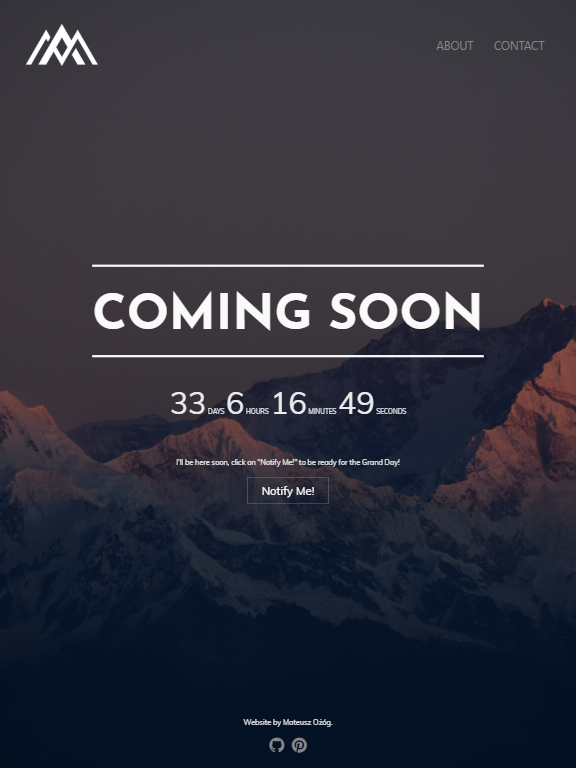 ABOUT CONTACT
COMING SOON
33 DAYS 6 HOURS 16 MINUTES 49 SECONDS
I'll be here soon, click on "Notify Me!" to be ready for the Grand Day!
Notify Me!
Website by Mateusz Ożóg.